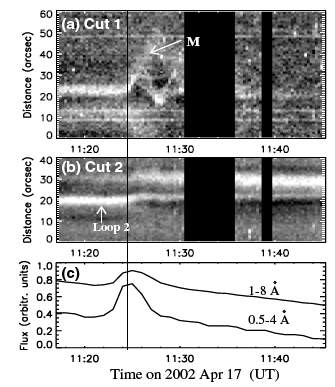 60
(a) Cut 1
50
M
40
30
20
10
0
Distance (arcsec)
11:20
11:30
11:40
40
(b) Cut 2
30
20
10
0
Distance (arcsec)
Loop 2
11:20
11:30
11:40
1.0
(c)
0.8
0.6
0.4
0.2
0.0
Flux (arbitr. units)
1-8 Å
0.5-4 Å
11:20
11:30
11:40
Time on 2002 Apr 17 (UT)